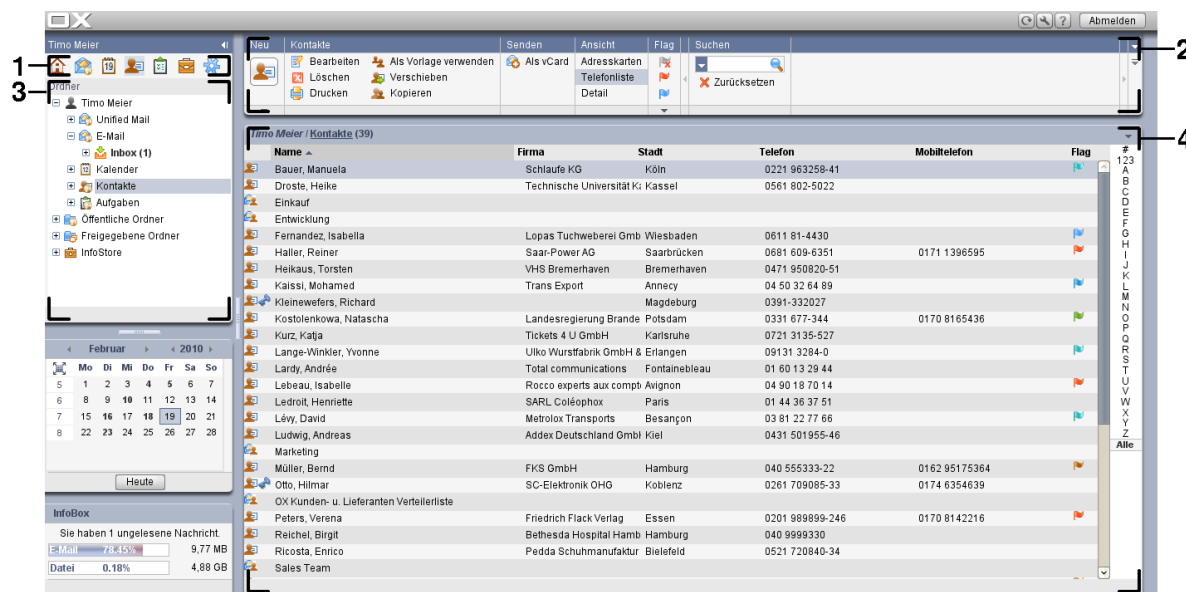 OX
Abmelden
Timo Meier
1
19
3
Ordner
Timo Meier
Unified Mail
E-Mail
Inbox (1)
Kalender
Kontakte
Aufgaben
Öffentliche Ordner
Freigegebene Ordner
InfoStore
Februar 2010
Mo Di Mi Do Fr Sa So
5 1 2 3 4 5 6 7
6 8 9 10 11 12 13 14
7 15 16 17 18 19 20 21
8 22 23 24 25 26 27 28
Heute
InfoBox
Sie haben 1 ungelesene Nachricht.
E-Mail 78.45% 9,77 MB
Datei 0.18% 4,88 GB
Neu Kontakte Senden Ansicht Flag Suchen
2
Bearbeiten Als Vorlage verwenden Als vCard Adresskarten
Löschen Verschieben Telefonliste Zurücksetzen
Drucken Kopieren Detail
Timo Meier / Kontakte (39)
4
Name Firma Stadt Telefon Mobiltelefon Flag
Bauer, Manuela Schlaufe KG Köln 0221 963258-41
Droste, Heike Technische Universität Kassel 0561 802-5022
Einkauf
Entwicklung
Fernandez, Isabella Lopas Tuchweberei Gmb Wiesbaden 0611 81-4430
Haller, Reiner Saar-Power AG Saarbrücken 0681 609-6351 0171 1396595
Heikaus, Torsten VHS Bremerhaven Bremerhaven 0471 950820-51
Kaissi, Mohamed Trans Export Annecy 04 50 32 64 89
Kleinewefers, Richard Magdeburg 0391-332027
Kostolenkowa, Natascha Landesregierung Brande Potsdam 0331 677-344 0170 8165436
Kurz, Katja Tickets 4 U GmbH Karlsruhe 0721 3135-527
Lange-Winkler, Yvonne Ulko Wurstfabrik GmbH & Erlangen 09131 3284-0
Lardy, Andrée Total communications Fontainebleau 01 60 13 29 44
Lebeau, Isabelle Rocco experts aux compt Avignon 04 90 18 70 14
Ledroit, Henriette SARL Coléophox Paris 01 44 36 37 51
Lévy, David Metrolox Transports Besançon 03 81 22 77 66
Ludwig, Andreas Addex Deutschland Gmb Kiel 0431 501955-46
Marketing
Müller, Bernd FKS GmbH Hamburg 040 555333-22 0162 95175364
Otto, Hilmar SC-Elektronik OHG Koblenz 0261 709085-33 0174 6354639
OX Kunden- u. Lieferanten Verteilerliste
Peters, Verena Friedrich Flack Verlag Essen 0201 989899-246 0170 8142216
Reichel, Birgit Bethesda Hospital Hamb Hamburg 040 9999330
Ricosta, Enrico Pedda Schuhmanufaktur Bielefeld 0521 720840-34
Sales Team
#
123
A
B
C
D
E
F
G
H
I
J
K
L
M
N
O
P
Q
R
S
T
U
V
W
X
Y
Z
Alle